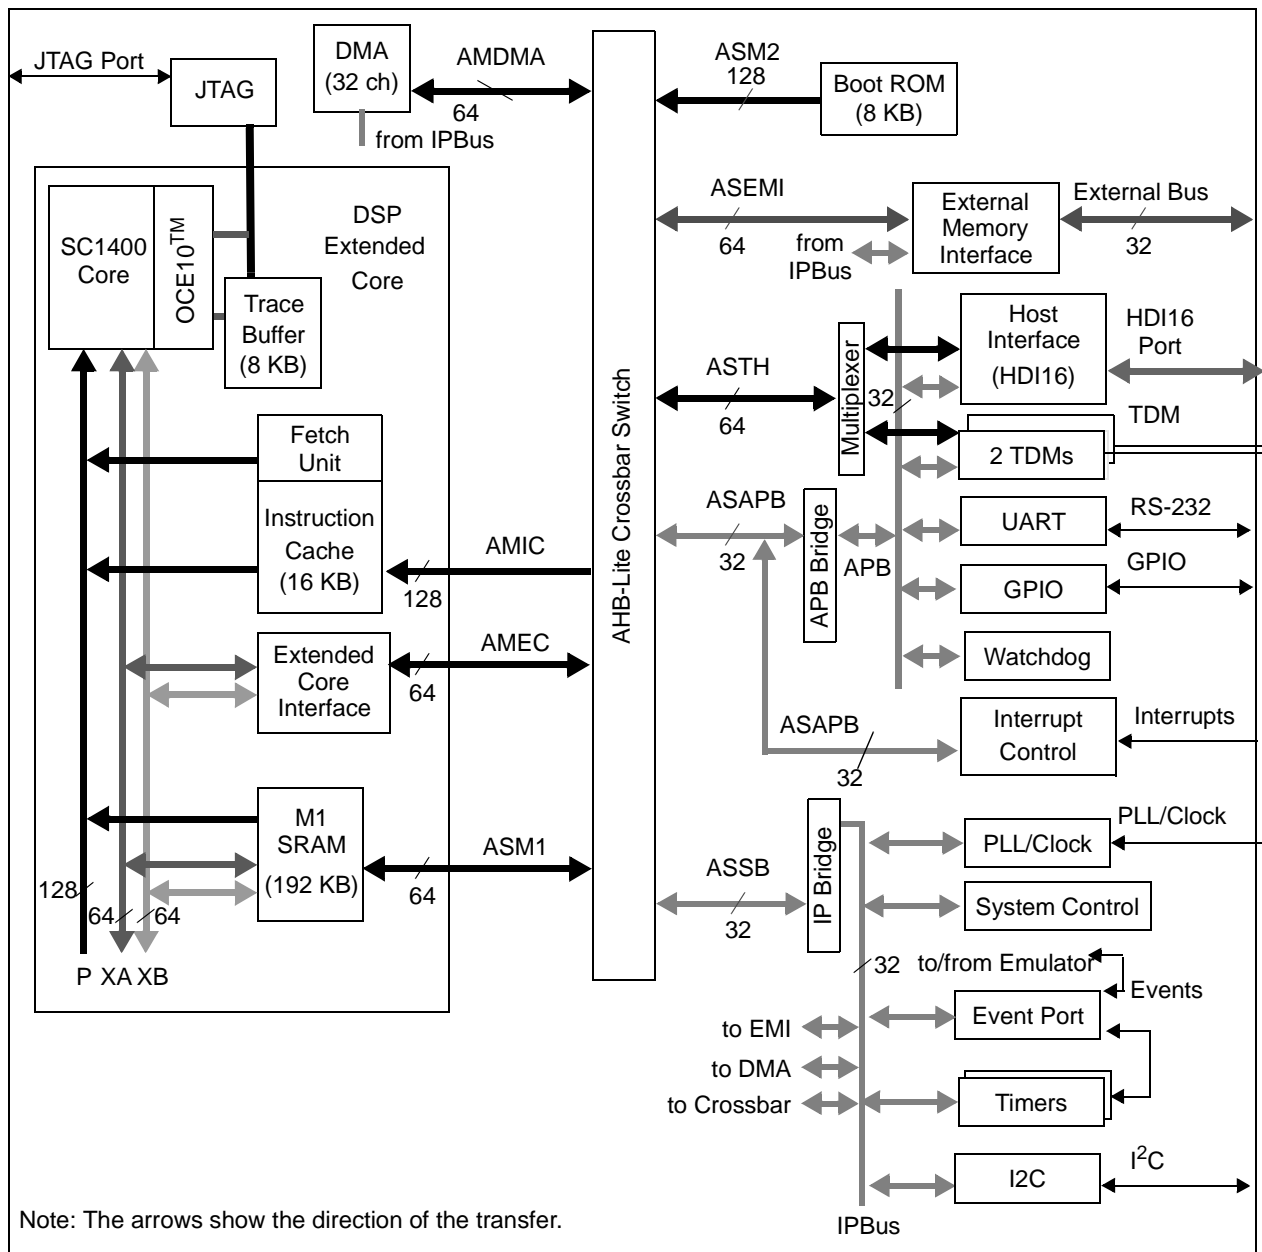 JTAG Port
JTAG
DMA
(32 ch)
AMDMA
64
from IPBus
ASM2
128
Boot ROM
(8 KB)
DSP
Extended
Core
SC1400
Core
OCE10TM
Trace
Buffer
(8 KB)
AHB-Lite Crossbar Switch
ASEMI
64
from
IPBus
External
Memory
Interface
External Bus
32
Host
Interface
(HDI16)
HDI16
Port
ASTH
64
Multiplexer
32
2 TDMs
TDM
Fetch
Unit
Instruction
Cache
(16 KB)
AMIC
128
ASAPB
32
APB Bridge
APB
UART
RS-232
GPIO
GPIO
Watchdog
Extended
Core
Interface
AMEC
64
ASAPB
32
Interrupt
Control
Interrupts
M1
SRAM
(192 KB)
ASM1
64
128
64
64
P XA XB
ASSB
32
IP Bridge
32
PLL/Clock
PLL/Clock
System Control
to/from Emulator
Events
Event Port
to EMI
to DMA
to Crossbar
Timers
I2C
I2C
IPBus
Note: The arrows show the direction of the transfer.